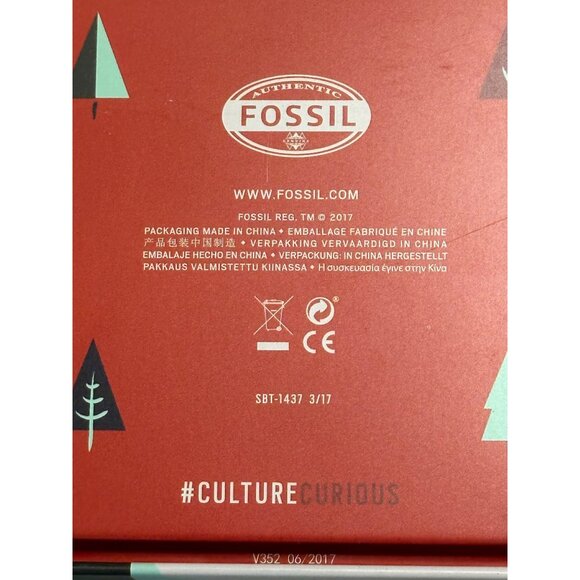 AUTHENTIC
FOSSIL
GENUINE
WWW.FOSSIL.COM
FOSSIL REG. TM © 2017
PACKAGING MADE IN CHINA • EMBALLAGE FABRIQUÉ EN CHINE
产品包装中国制造 • VERPAKKING VERVAARDIGD IN CHINA
EMBALAJE HECHO EN CHINA • VERPACKUNG: IN CHINA HERGESTELLT
PAKKAUS VALMISTETTU KIINASSA • Η συσκευασία έγινε στην Κίνα
®
CE
SBT-1437 3/17
#CULTURECURIOUS
V352 06/2017